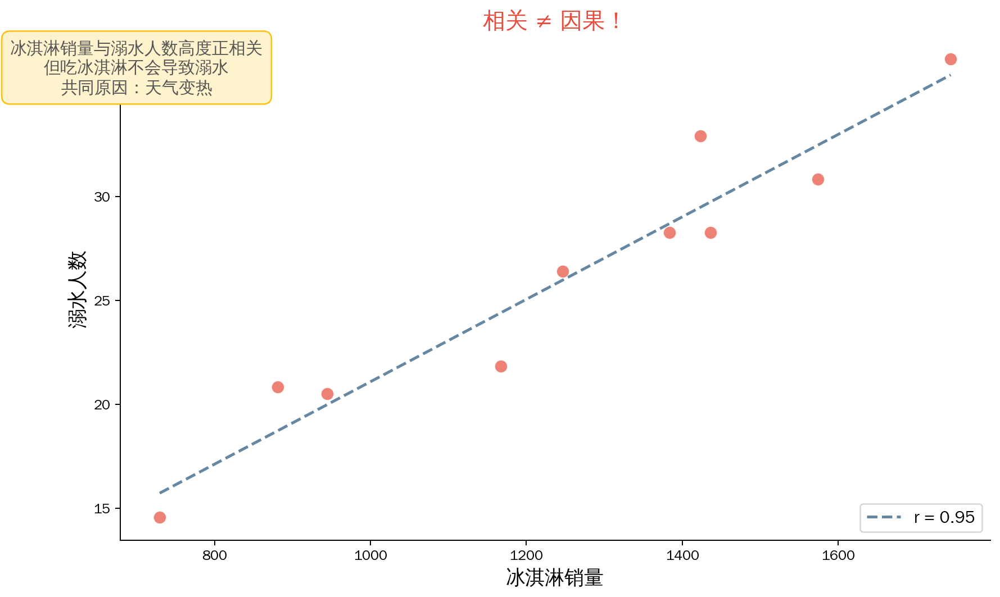 相关 ≠ 因果！
冰淇淋销量与溺水人数高度正相关
但吃冰淇淋不会导致溺水
共同原因：天气变热
30
25
20
15
溺水人数
r = 0.95
800 1000 1200 1400 1600
冰淇淋销量